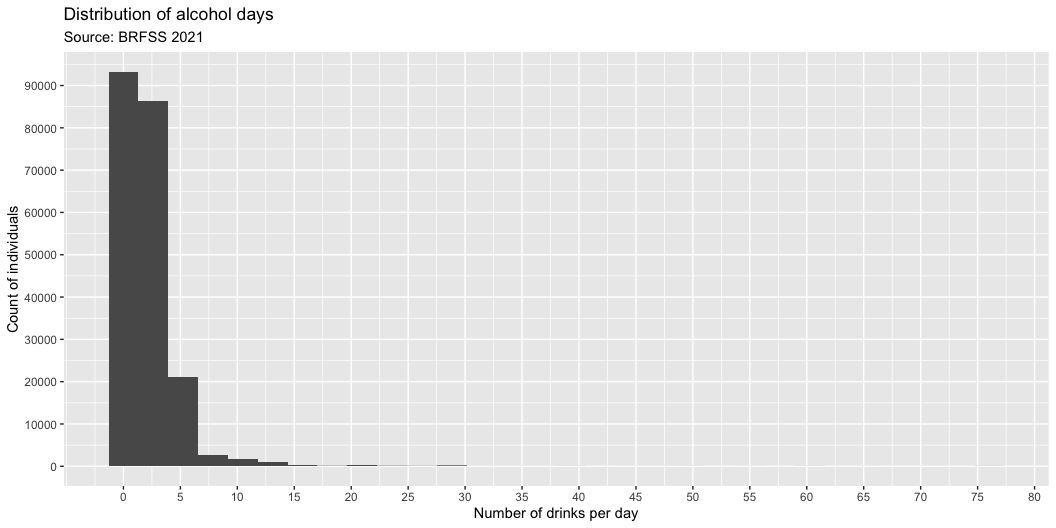 Distribution of alcohol days
Source: BRFSS 2021
Count of individuals
90000
80000
70000
60000
50000
40000
30000
20000
10000
0
0 5 10 15 20 25 30 35 40 45 50 55 60 65 70 75 80
Number of drinks per day